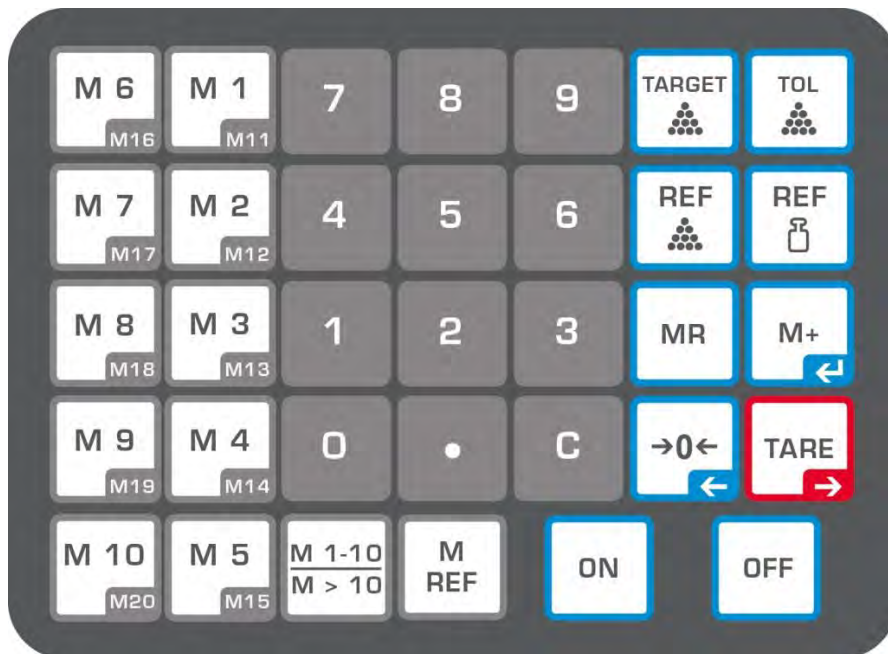 M 6 M 1 7 8 9 TARGET TOL
M16 M11
M 7 M 2 4 5 6 REF REF
M17 M12
M 8 M 3 1 2 3 MR M+
M18 M13
M 9 M 4 0 . C →0← TARE
M19 M14 ← →
M 10 M 5 M 1-10 M ON OFF
M > 10 REF
M20 M15